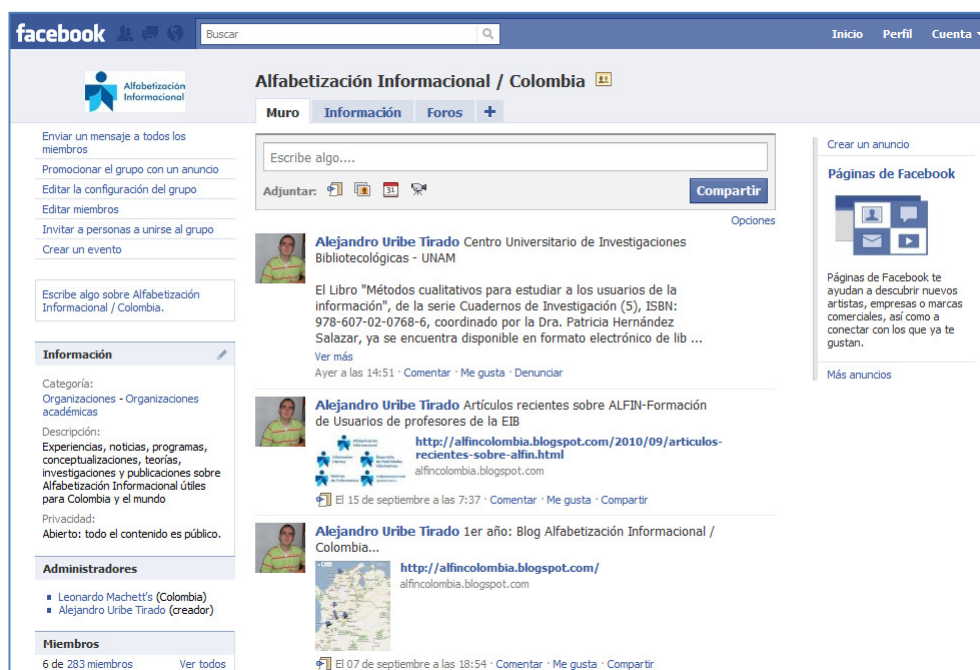 facebook
Buscar
Inicio Perfil Cuenta
Alfabetización
Informacional
Enviar un mensaje a todos los
miembros
Promocionar el grupo con un anuncio
Editar la configuración del grupo
Editar miembros
Invitar a personas a unirse al grupo
Crear un evento
Escribe algo sobre Alfabetización
Informacional / Colombia.
Información
Categoría:
Organizaciones - Organizaciones
académicas
Descripción:
Experiencias, noticias, programas,
conceptualizaciones, teorías,
investigaciones y publicaciones sobre
Alfabetización Informacional útiles
para Colombia y el mundo
Privacidad:
Abierto: todo el contenido es público.
Administradores
Leonardo Machett's (Colombia)
Alejandro Uribe Tirado (creador)
Miembros
6 de 283 miembros Ver todos
Alfabetización Informacional / Colombia
Muro Información Foros +
Escribe algo....
Adjuntar: 31 Compartir
Opciones
Alejandro Uribe Tirado Centro Universitario de Investigaciones
Bibliotecológicas - UNAM
El Libro "Métodos cualitativos para estudiar a los usuarios de la
información", de la serie Cuadernos de Investigación (5), ISBN:
978-607-02-0768-6, coordinado por la Dra. Patricia Hernández
Salazar, ya se encuentra disponible en formato electrónico de lib ...
Ver más
Ayer a las 14:51 · Comentar · Me gusta · Denunciar
Alejandro Uribe Tirado Artículos recientes sobre ALFIN-Formación
de Usuarios de profesores de la EIB
http://alfincolombia.blogspot.com/2010/09/articulos-
recientes-sobre-alfin.html
alfincolombia.blogspot.com
El 15 de septiembre a las 7:37 · Comentar · Me gusta · Compartir
Alejandro Uribe Tirado 1er año: Blog Alfabetización Informacional /
Colombia...
http://alfincolombia.blogspot.com/
alfincolombia.blogspot.com
El 07 de septiembre a las 18:54 · Comentar · Me gusta · Compartir
Crear un anuncio
Páginas de Facebook
Páginas de Facebook te
ayudan a descubrir nuevos
artistas, empresas o marcas
comerciales, así como a
conectar con los que ya te
gustan.
Más anuncios